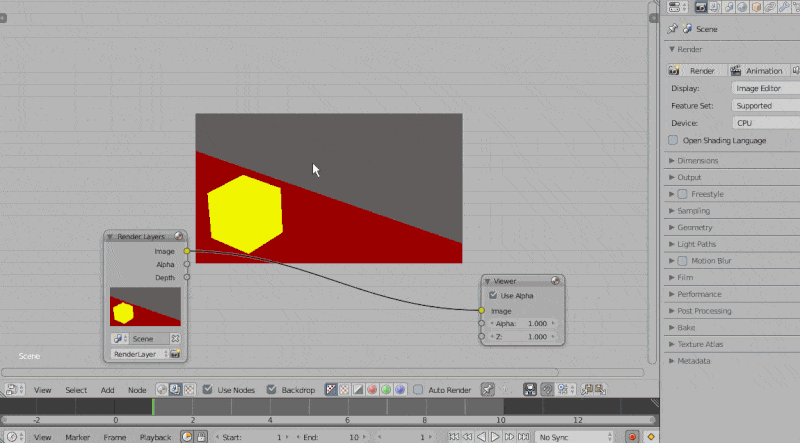 Scene
Render
Render Animation
Display: Image Editor
Feature Set: Supported
Device: CPU
Open Shading Language
Dimensions
Output
Freestyle
Sampling
Geometry
Light Paths
Motion Blur
Film
Performance
Post Processing
Bake
Texture Atlas
Metadata
Render Layers
Image
Alpha
Depth
Scene
RenderLayer
Viewer
Use Alpha
Image
Alpha: 1.000
Z: 1.000
Scene
View Select Add Node Use Nodes Backdrop Auto Render
-2 0 2 4 6 8 10 12
View Marker Frame Playback Start: 1 End: 10 1 No Sync